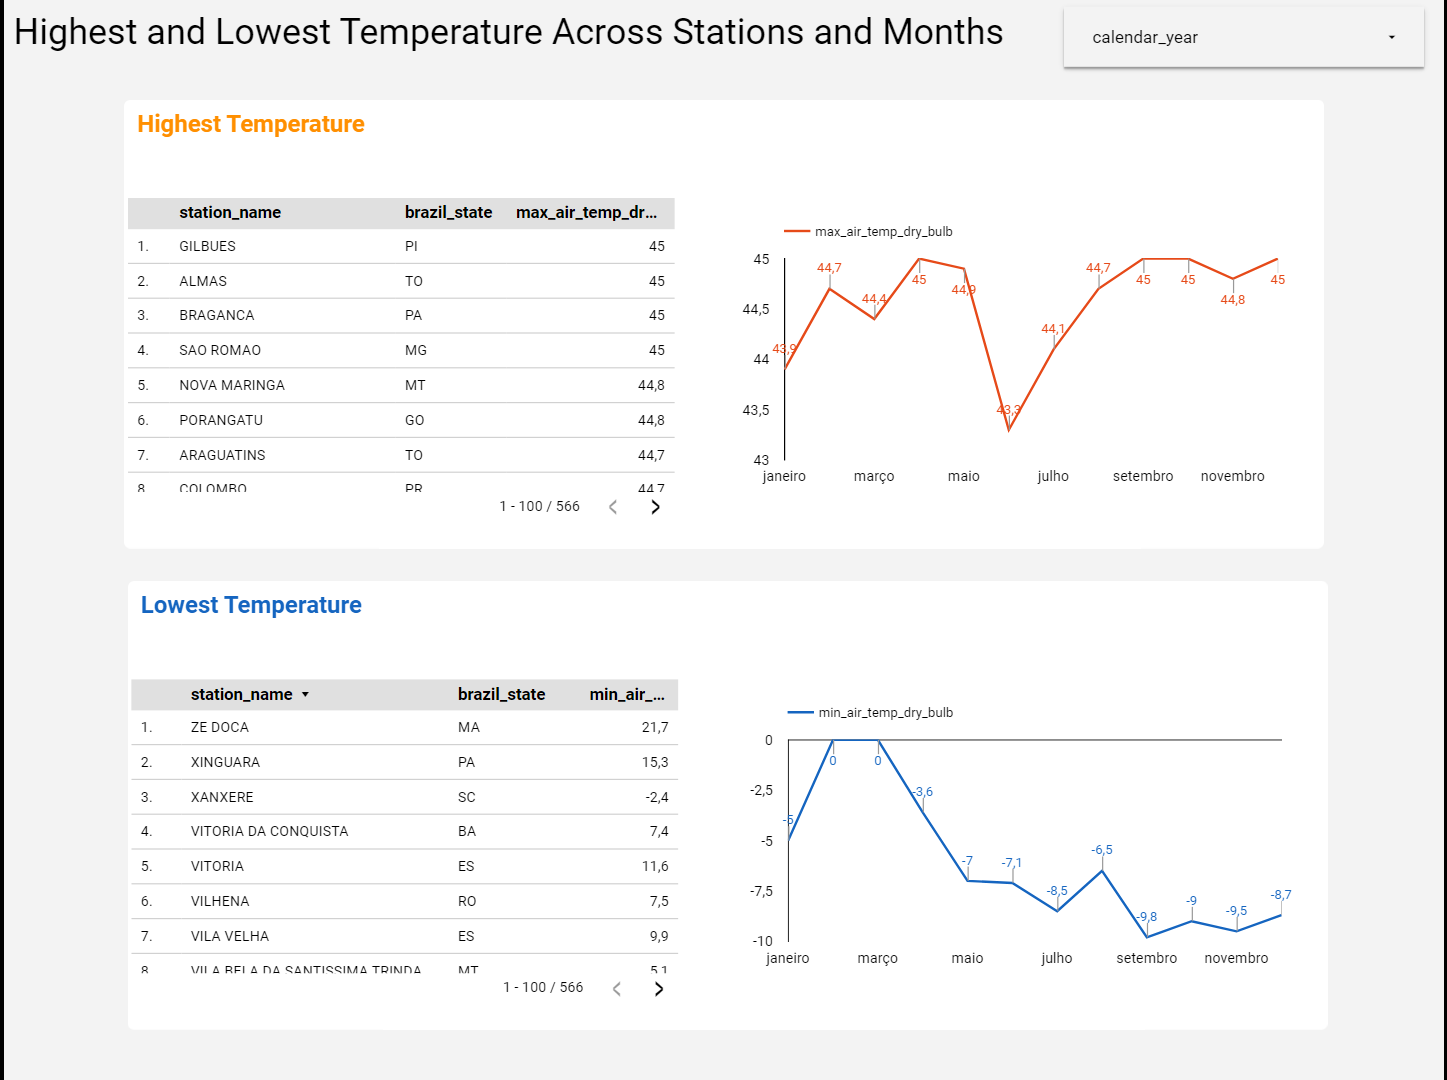 Highest and Lowest Temperature Across Stations and Months
calendar_year
Highest Temperature
station_name brazil_state max_air_temp_dr...
1. GILBUES PI 45
2. ALMAS TO 45
3. BRAGANCA PA 45
4. SAO ROMAO MG 45
5. NOVA MARINGA MT 44,8
6. PORANGATU GO 44,8
7. ARAGUATINS TO 44,7
8. COLOMBO PR 44,7
1 - 100 / 566
max_air_temp_dry_bulb
45
44,5
44
43,5
43
43,9 44,7 44,4 45 44,9 43,3 44,1 44,7 45 45 44,8 45
janeiro março maio julho setembro novembro
Lowest Temperature
station_name brazil_state min_air_...
1. ZE DOCA MA 21,7
2. XINGUARA PA 15,3
3. XANXERE SC -2,4
4. VITORIA DA CONQUISTA BA 7,4
5. VITORIA ES 11,6
6. VILHENA RO 7,5
7. VILA VELHA ES 9,9
8. VILA BELA DA SANTISSIMA TRINDA MT 5,1
1 - 100 / 566
min_air_temp_dry_bulb
0
-2,5
-5
-7,5
-10
-5 0 0 -3,6 -7 -7,1 -8,5 -6,5 -9,8 -9 -9,5 -8,7
janeiro março maio julho setembro novembro